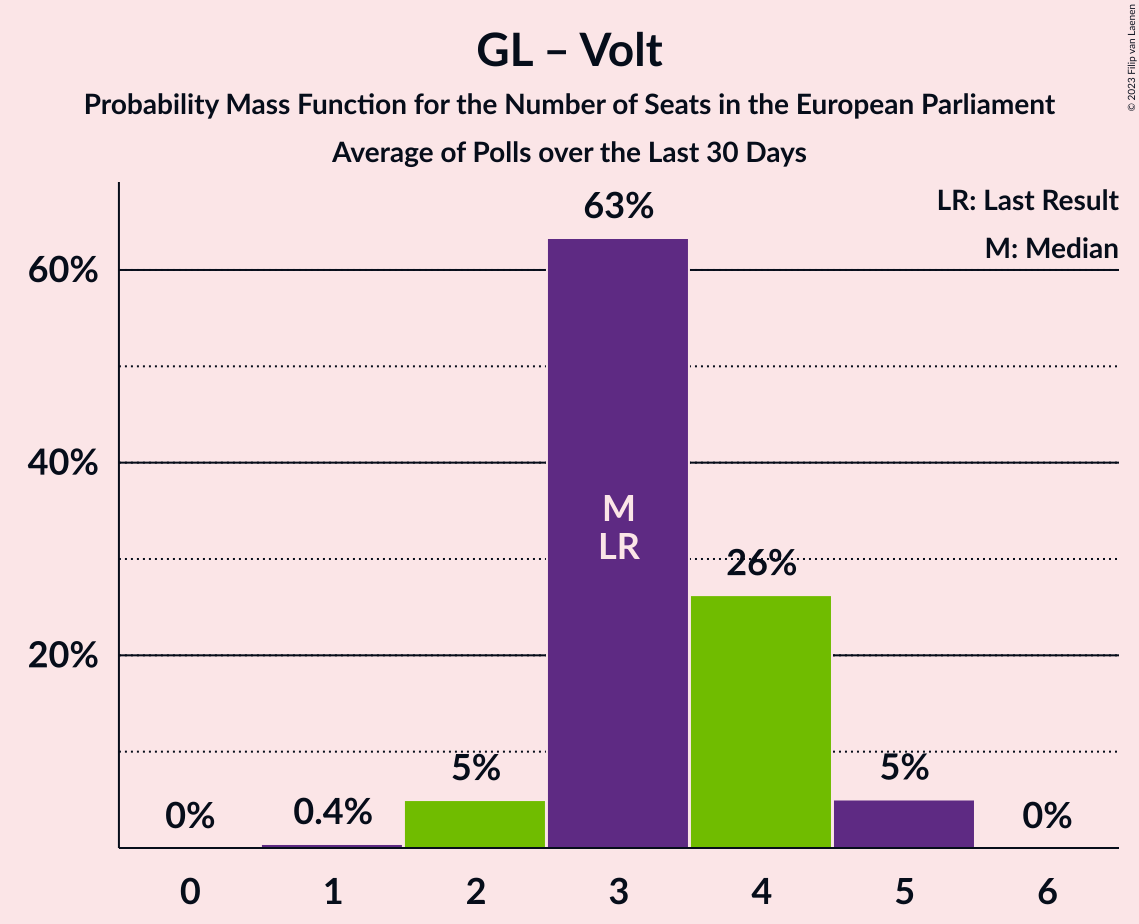 GL – Volt
Probability Mass Function for the Number of Seats in the European Parliament
Average of Polls over the Last 30 Days
© 2023 Filip van Laenen
LR: Last Result
M: Median
63%
60%
40%
20%
M
LR
26%
5%
5%
0%
0.4%
0%
0 1 2 3 4 5 6